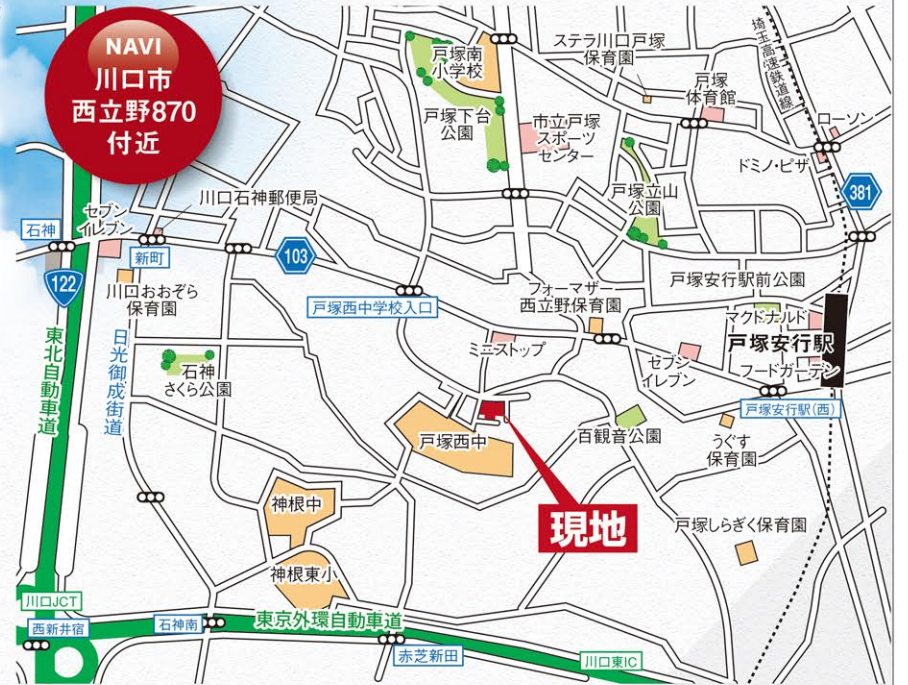 NAVI
川口市
西立野870
付近
戸塚南
小学校
ステラ川口戸塚
保育園
埼玉高速鉄道線
戸塚
体育館
ローソン
戸塚下台
公園
市立戸塚
スポーツ
センター
ドミノ・ピザ
戸塚立山
公園
381
川口石神郵便局
セブン
イレブン
石神
新町
103
122
川口おおぞら
保育園
戸塚西中学校入口
フォーマザー
西立野保育園
戸塚安行駅前公園
マクドナルド
戸塚安行駅
フードガーデン
ミニストップ
セブン
イレブン
戸塚安行駅(西)
東北自動車道
日光御成街道
石神
さくら公園
戸塚西中
百観音公園
うぐす
保育園
現地
戸塚しらぎく保育園
神根中
神根東小
川口JCT
西新井宿
石神南
東京外環自動車道
赤芝新田
川口東IC